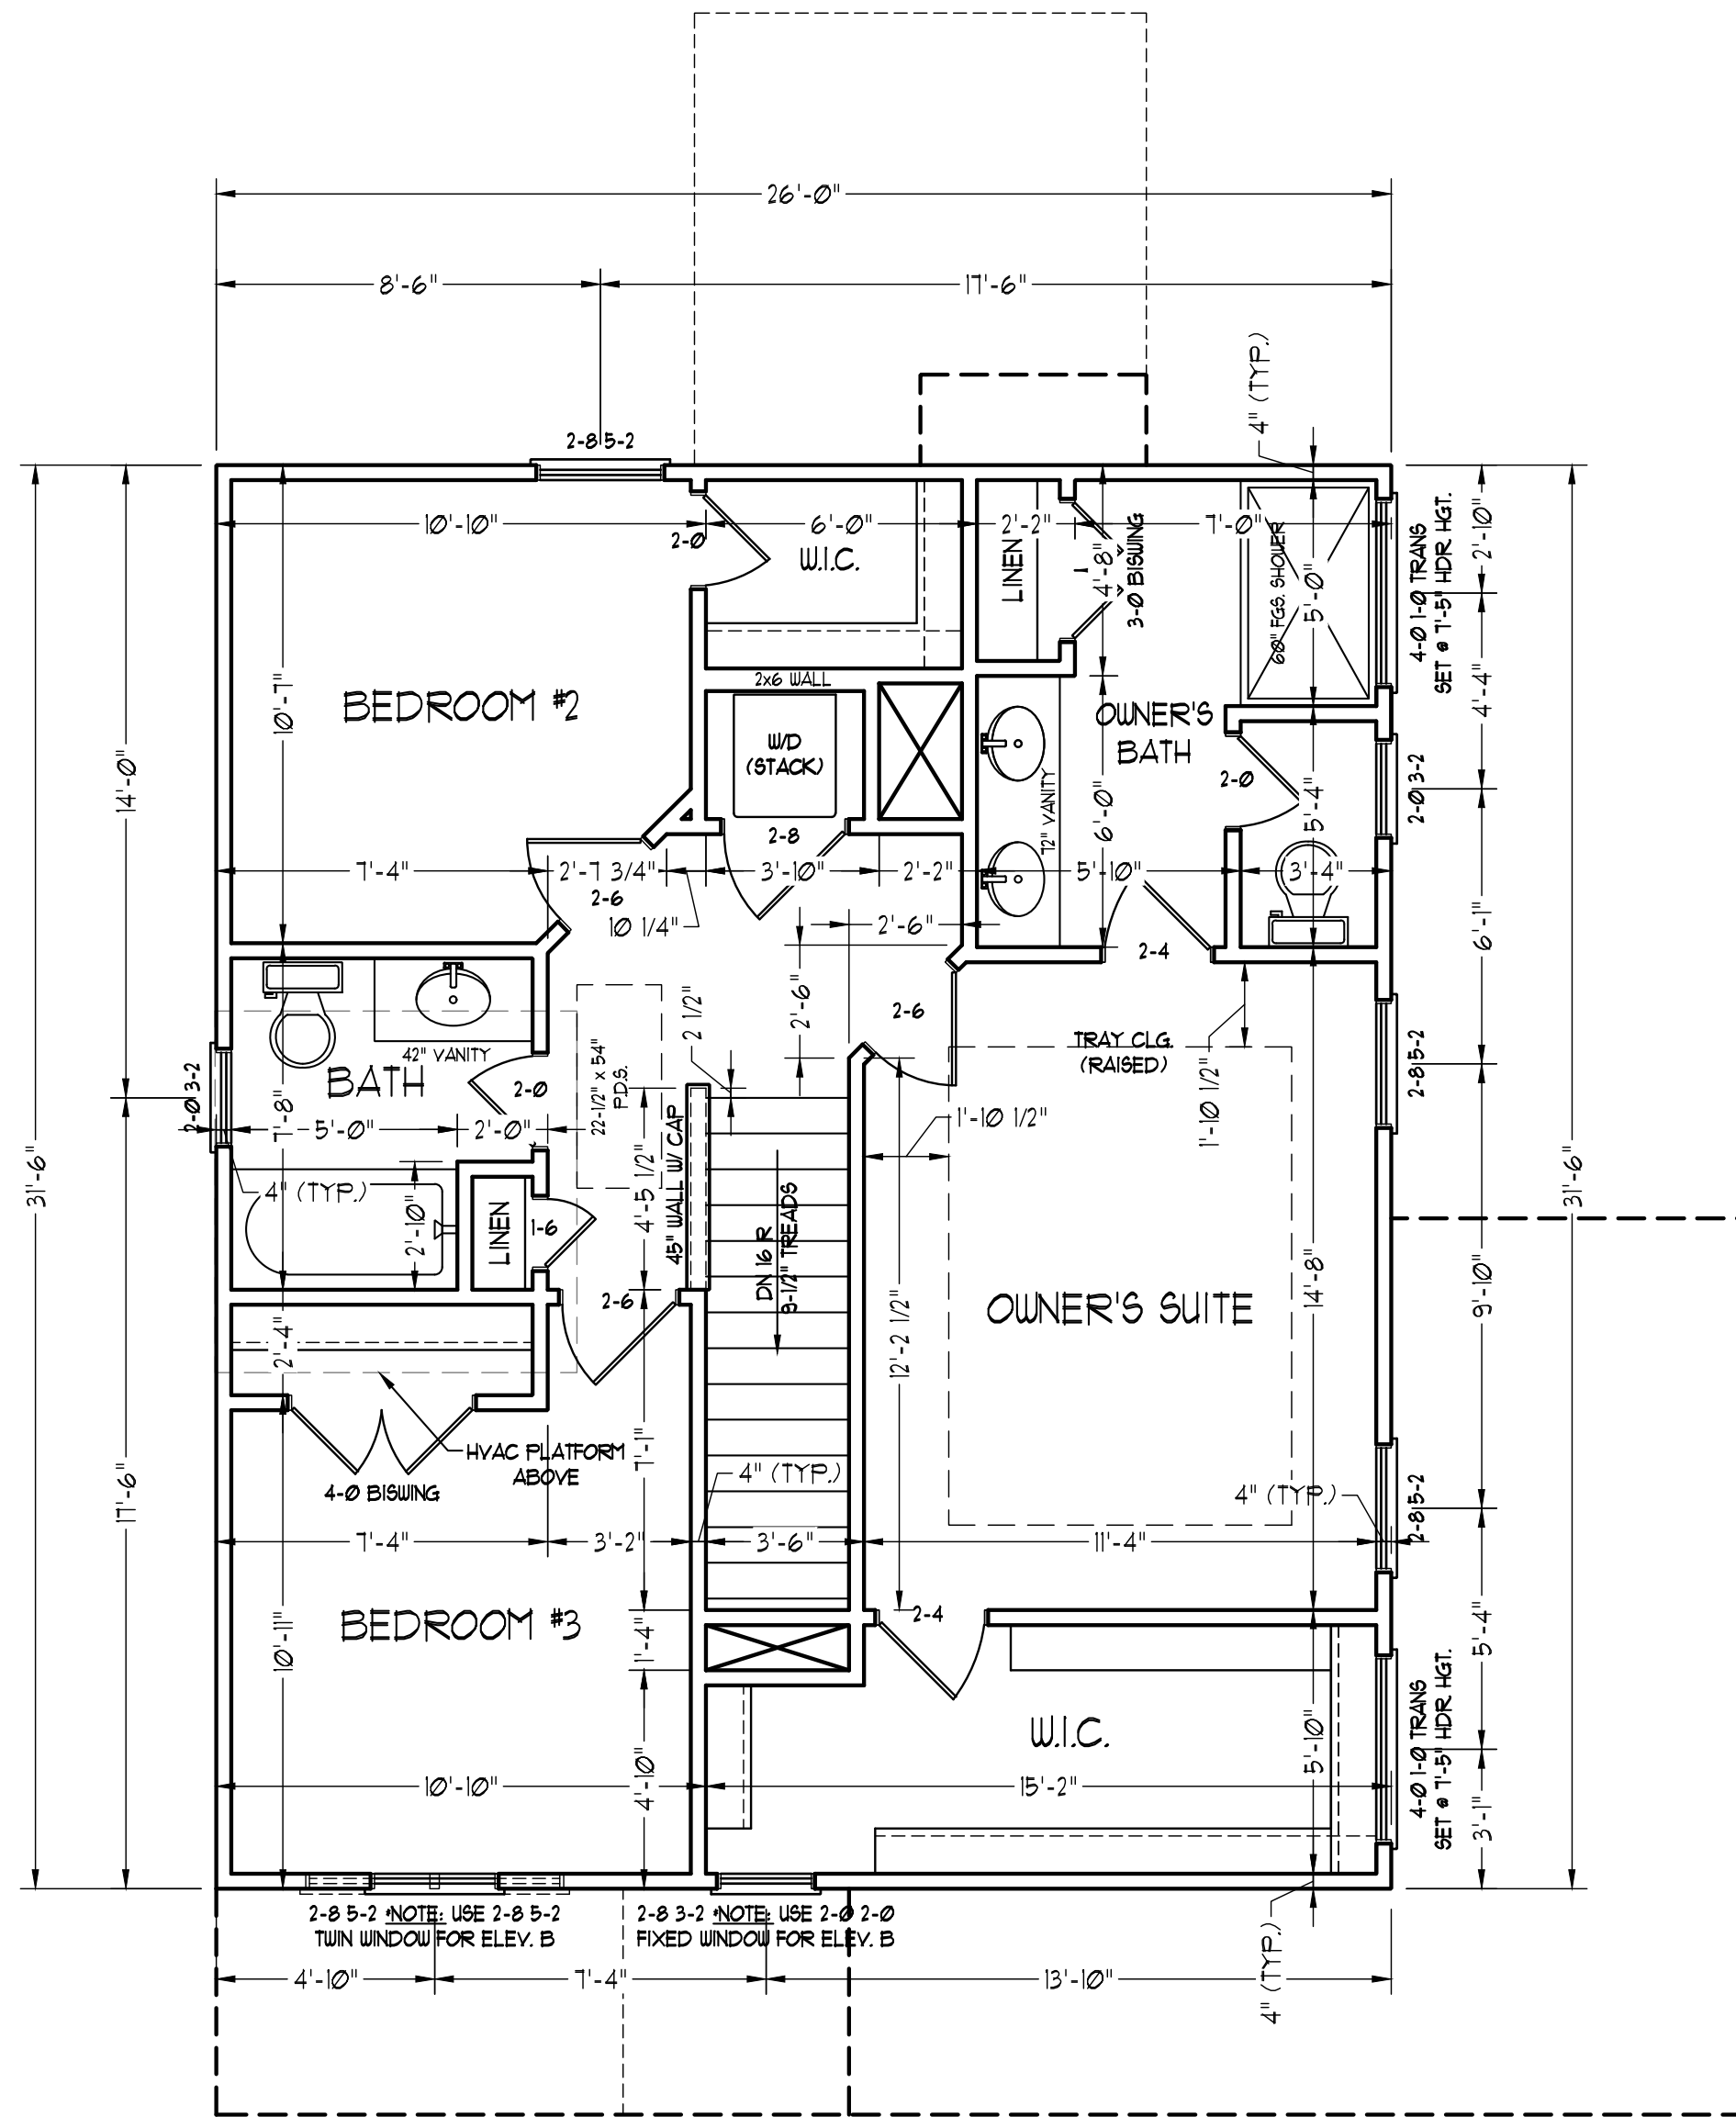 26'-0"
8'-6"
17'-6"
4" (TYP.)
2-8 5-2
10'-10"
2-0
6'-0"
W.I.C.
2'-2"
LINEN
4'-8"
3-0 BISWING
7'-0"
60" FGS. SHOWER
5'-0"
4-0 1-0 TRANS
SET @ 7'-5" HDR HGT.
2'-10"
4'-4"
10'-7"
BEDROOM #2
2x6 WALL
W/D
(STACK)
2-8
OWNER'S
BATH
72" VANITY
6'-0"
2-0
5'-4"
2-0 3-2
14'-0"
7'-4"
2'-7 3/4"
2-6
10 1/4"
3'-10"
2'-2"
5'-10"
3'-4"
2'-6"
2-4
6'-1"
2'-6"
2-6
2 1/2"
42" VANITY
BATH
2-0
22-1/2" x 54"
P.D.S.
TRAY CLG.
(RAISED)
1'-10 1/2"
1'-10 1/2"
2-8 5-2
2-0 3-2
7'-8"
5'-0"
2'-0"
4" (TYP.)
2'-10"
LINEN
1-6
4'-5 1/2"
45" WALL W/ CAP
DN 16 R
9-1/2" TREADS
31'-6"
31'-6"
9'-10"
14'-8"
OWNER'S SUITE
12'-2 1/2"
2-6
2'-4"
HVAC PLATFORM
ABOVE
4-0 BISWING
7'-1"
4" (TYP.)
4" (TYP.)
2-8 5-2
17'-6"
7'-4"
3'-2"
3'-6"
11'-4"
2-4
10'-11"
BEDROOM #3
1'-4"
5'-4"
4-0 1-0 TRANS
SET @ 7'-5" HDR HGT.
W.I.C.
5'-10"
10'-10"
4'-10"
15'-2"
3'-1"
2-8 5-2 *NOTE: USE 2-8 5-2
TWIN WINDOW FOR ELEV. B
2-8 3-2 *NOTE: USE 2-0 2-0
FIXED WINDOW FOR ELEV. B
4" (TYP.)
4'-10"
7'-4"
13'-10"